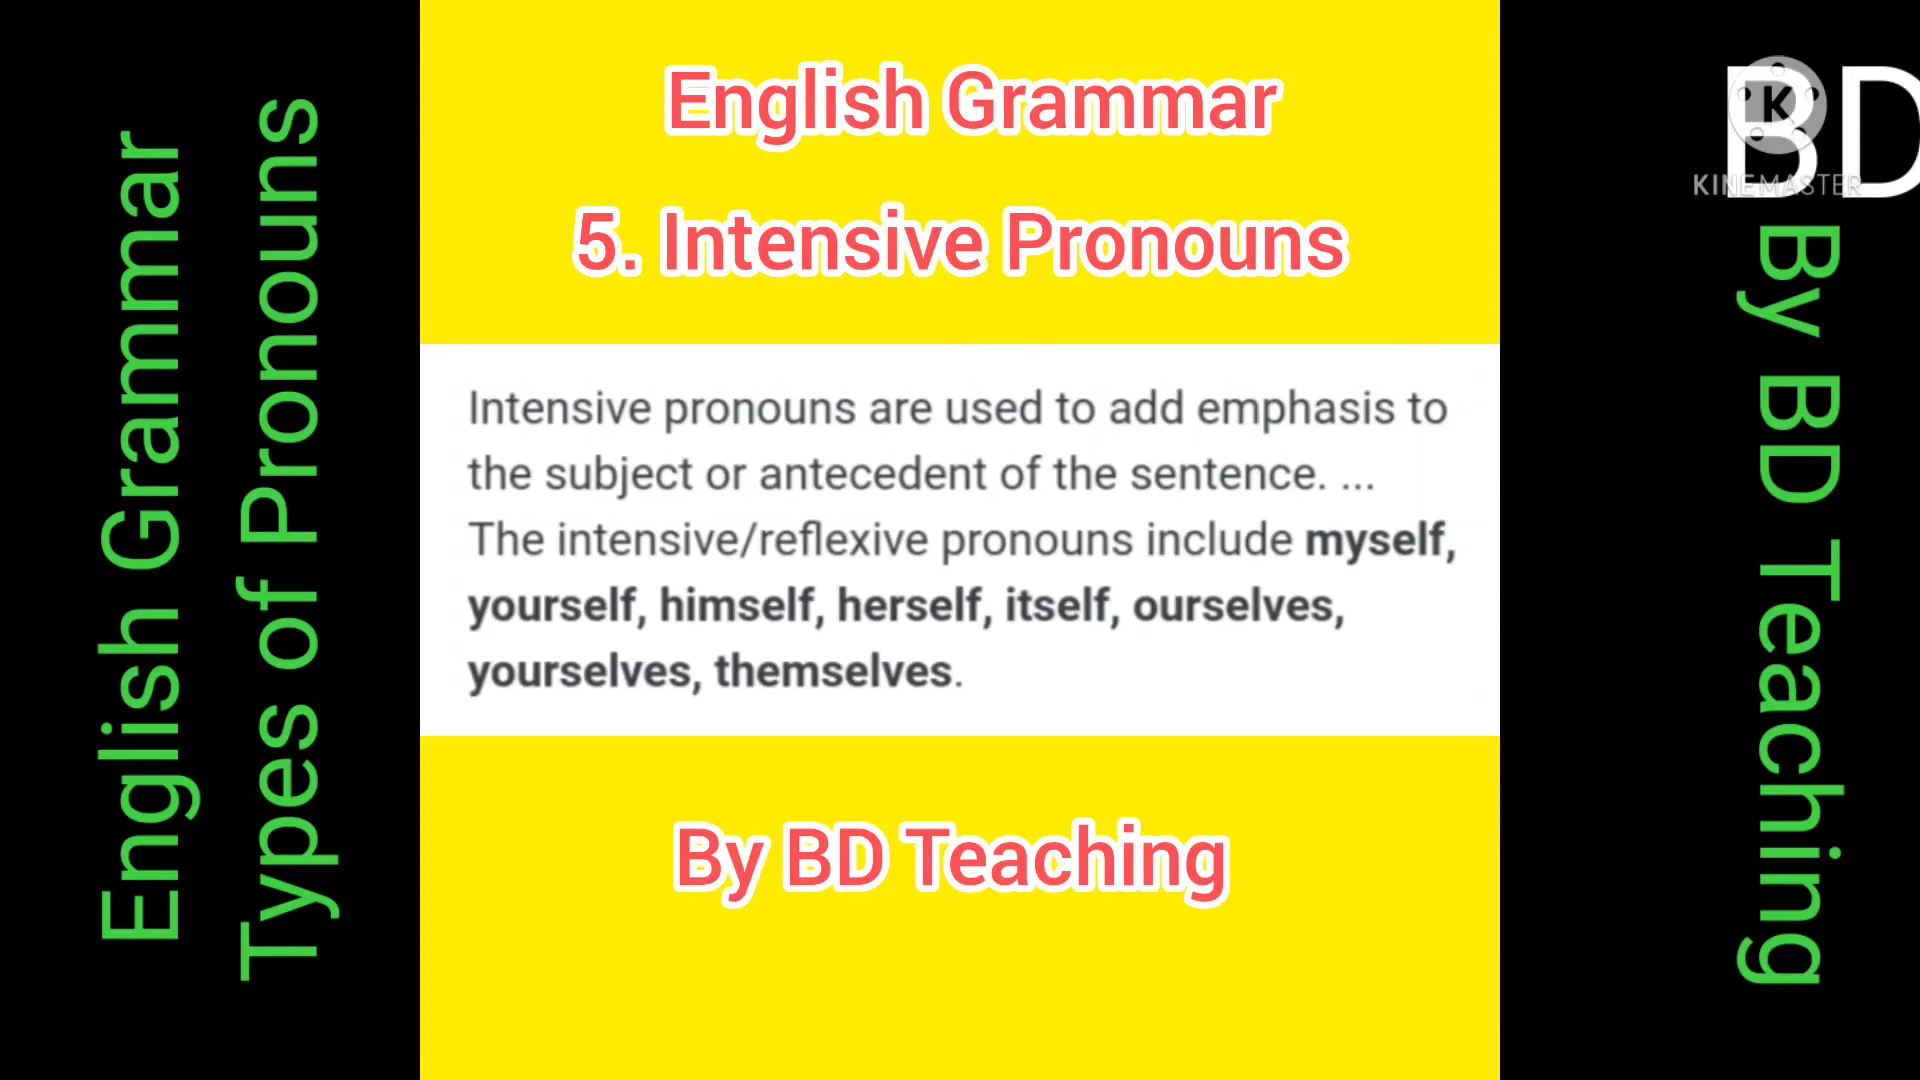 English Grammar
Types of Pronouns
English Grammar
5. Intensive Pronouns
Intensive pronouns are used to add emphasis to
the subject or antecedent of the sentence. ...
The intensive/reflexive pronouns include myself,
yourself, himself, herself, itself, ourselves,
yourselves, themselves.
By BD Teaching
BD
K
KINEMASTER
By BD Teaching